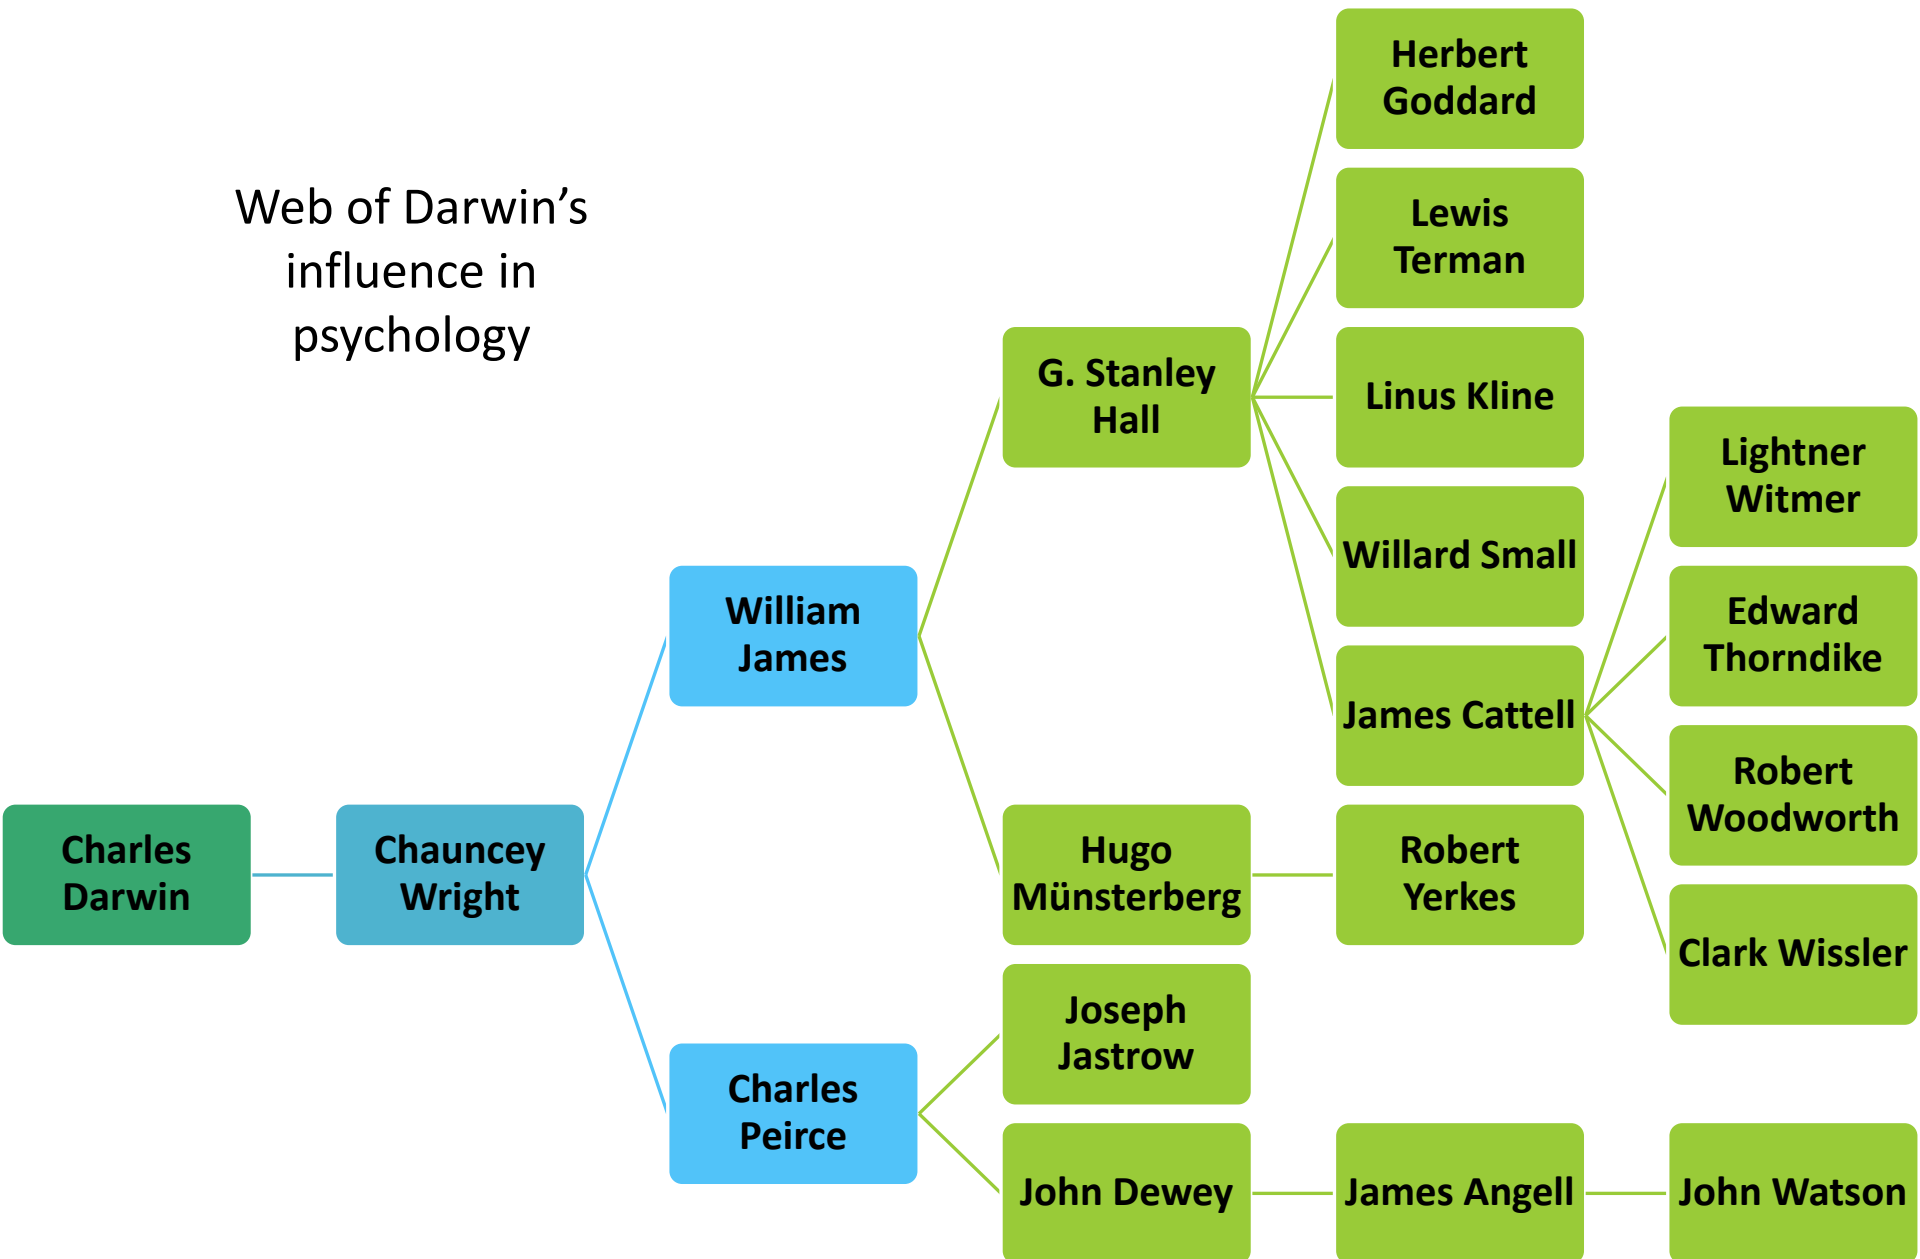 Web of Darwin’s
influence in
psychology
Charles
Darwin
Chauncey
Wright
William
James
Charles
Peirce
G. Stanley
Hall
Hugo
Münsterberg
Joseph
Jastrow
John Dewey
Herbert
Goddard
Lewis
Terman
Linus Kline
Willard Small
James Cattell
Robert
Yerkes
James Angell
Lightner
Witmer
Edward
Thorndike
Robert
Woodworth
Clark Wissler
John Watson